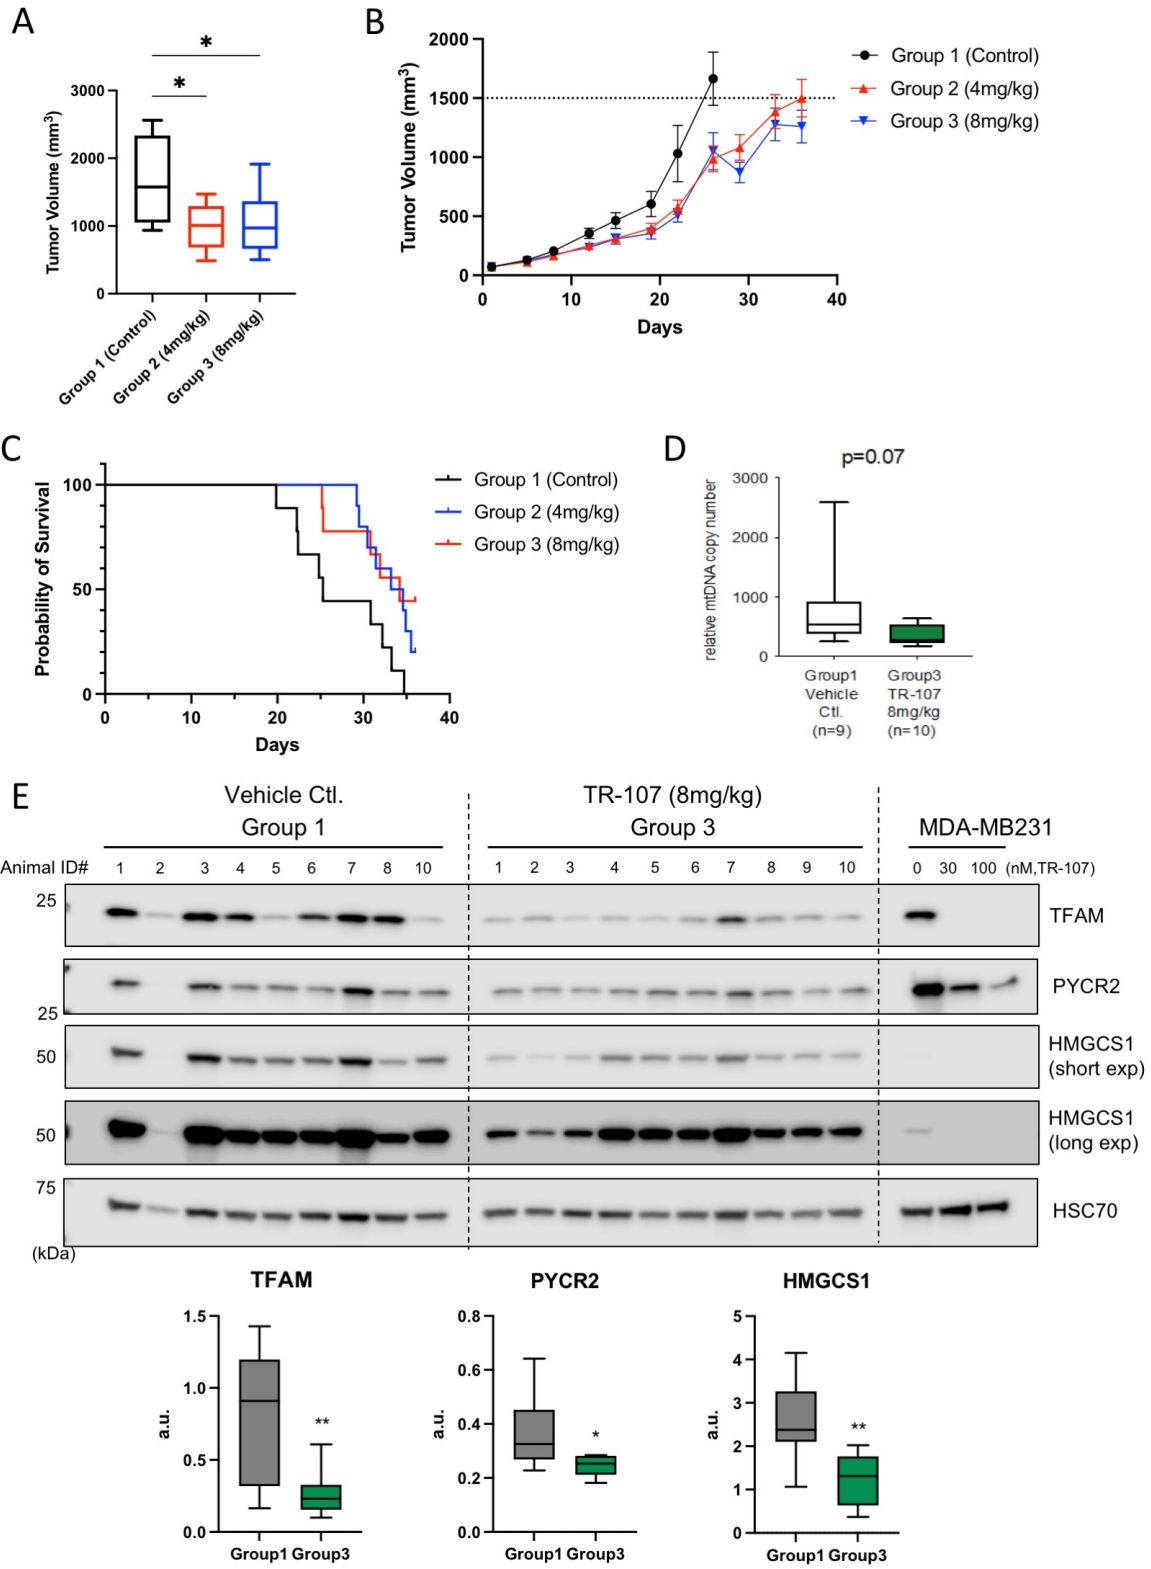 A
*
*
3000
2000
1000
0
Tumor Volume (mm3)
Group 1 (Control)
Group 2 (4mg/kg)
Group 3 (8mg/kg)
B
2000
1500
1000
500
0
Tumor Volume (mm3)
0 10 20 30 40
Days
Group 1 (Control)
Group 2 (4mg/kg)
Group 3 (8mg/kg)
C
100
50
0
Probability of Survival
0 10 20 30 40
Days
Group 1 (Control)
Group 2 (4mg/kg)
Group 3 (8mg/kg)
D
p=0.07
3000
2000
1000
0
relative mtDNA copy number
Group1
Vehicle
Ctl.
(n=9)
Group3
TR-107
8mg/kg
(n=10)
E
Vehicle Ctl.
Group 1
TR-107 (8mg/kg)
Group 3
MDA-MB231
Animal ID# 1 2 3 4 5 6 7 8 10 1 2 3 4 5 6 7 8 9 10 0 30 100 (nM,TR-107)
25
TFAM
PYCR2
25
50
HMGCS1
(short exp)
50
HMGCS1
(long exp)
75
HSC70
(kDa)
TFAM
1.5
1.0
0.5
0.0
a.u.
**
Group1 Group3
PYCR2
0.8
0.6
0.4
0.2
0.0
a.u.
*
Group1 Group3
HMGCS1
5
4
3
2
1
0
a.u.
**
Group1 Group3